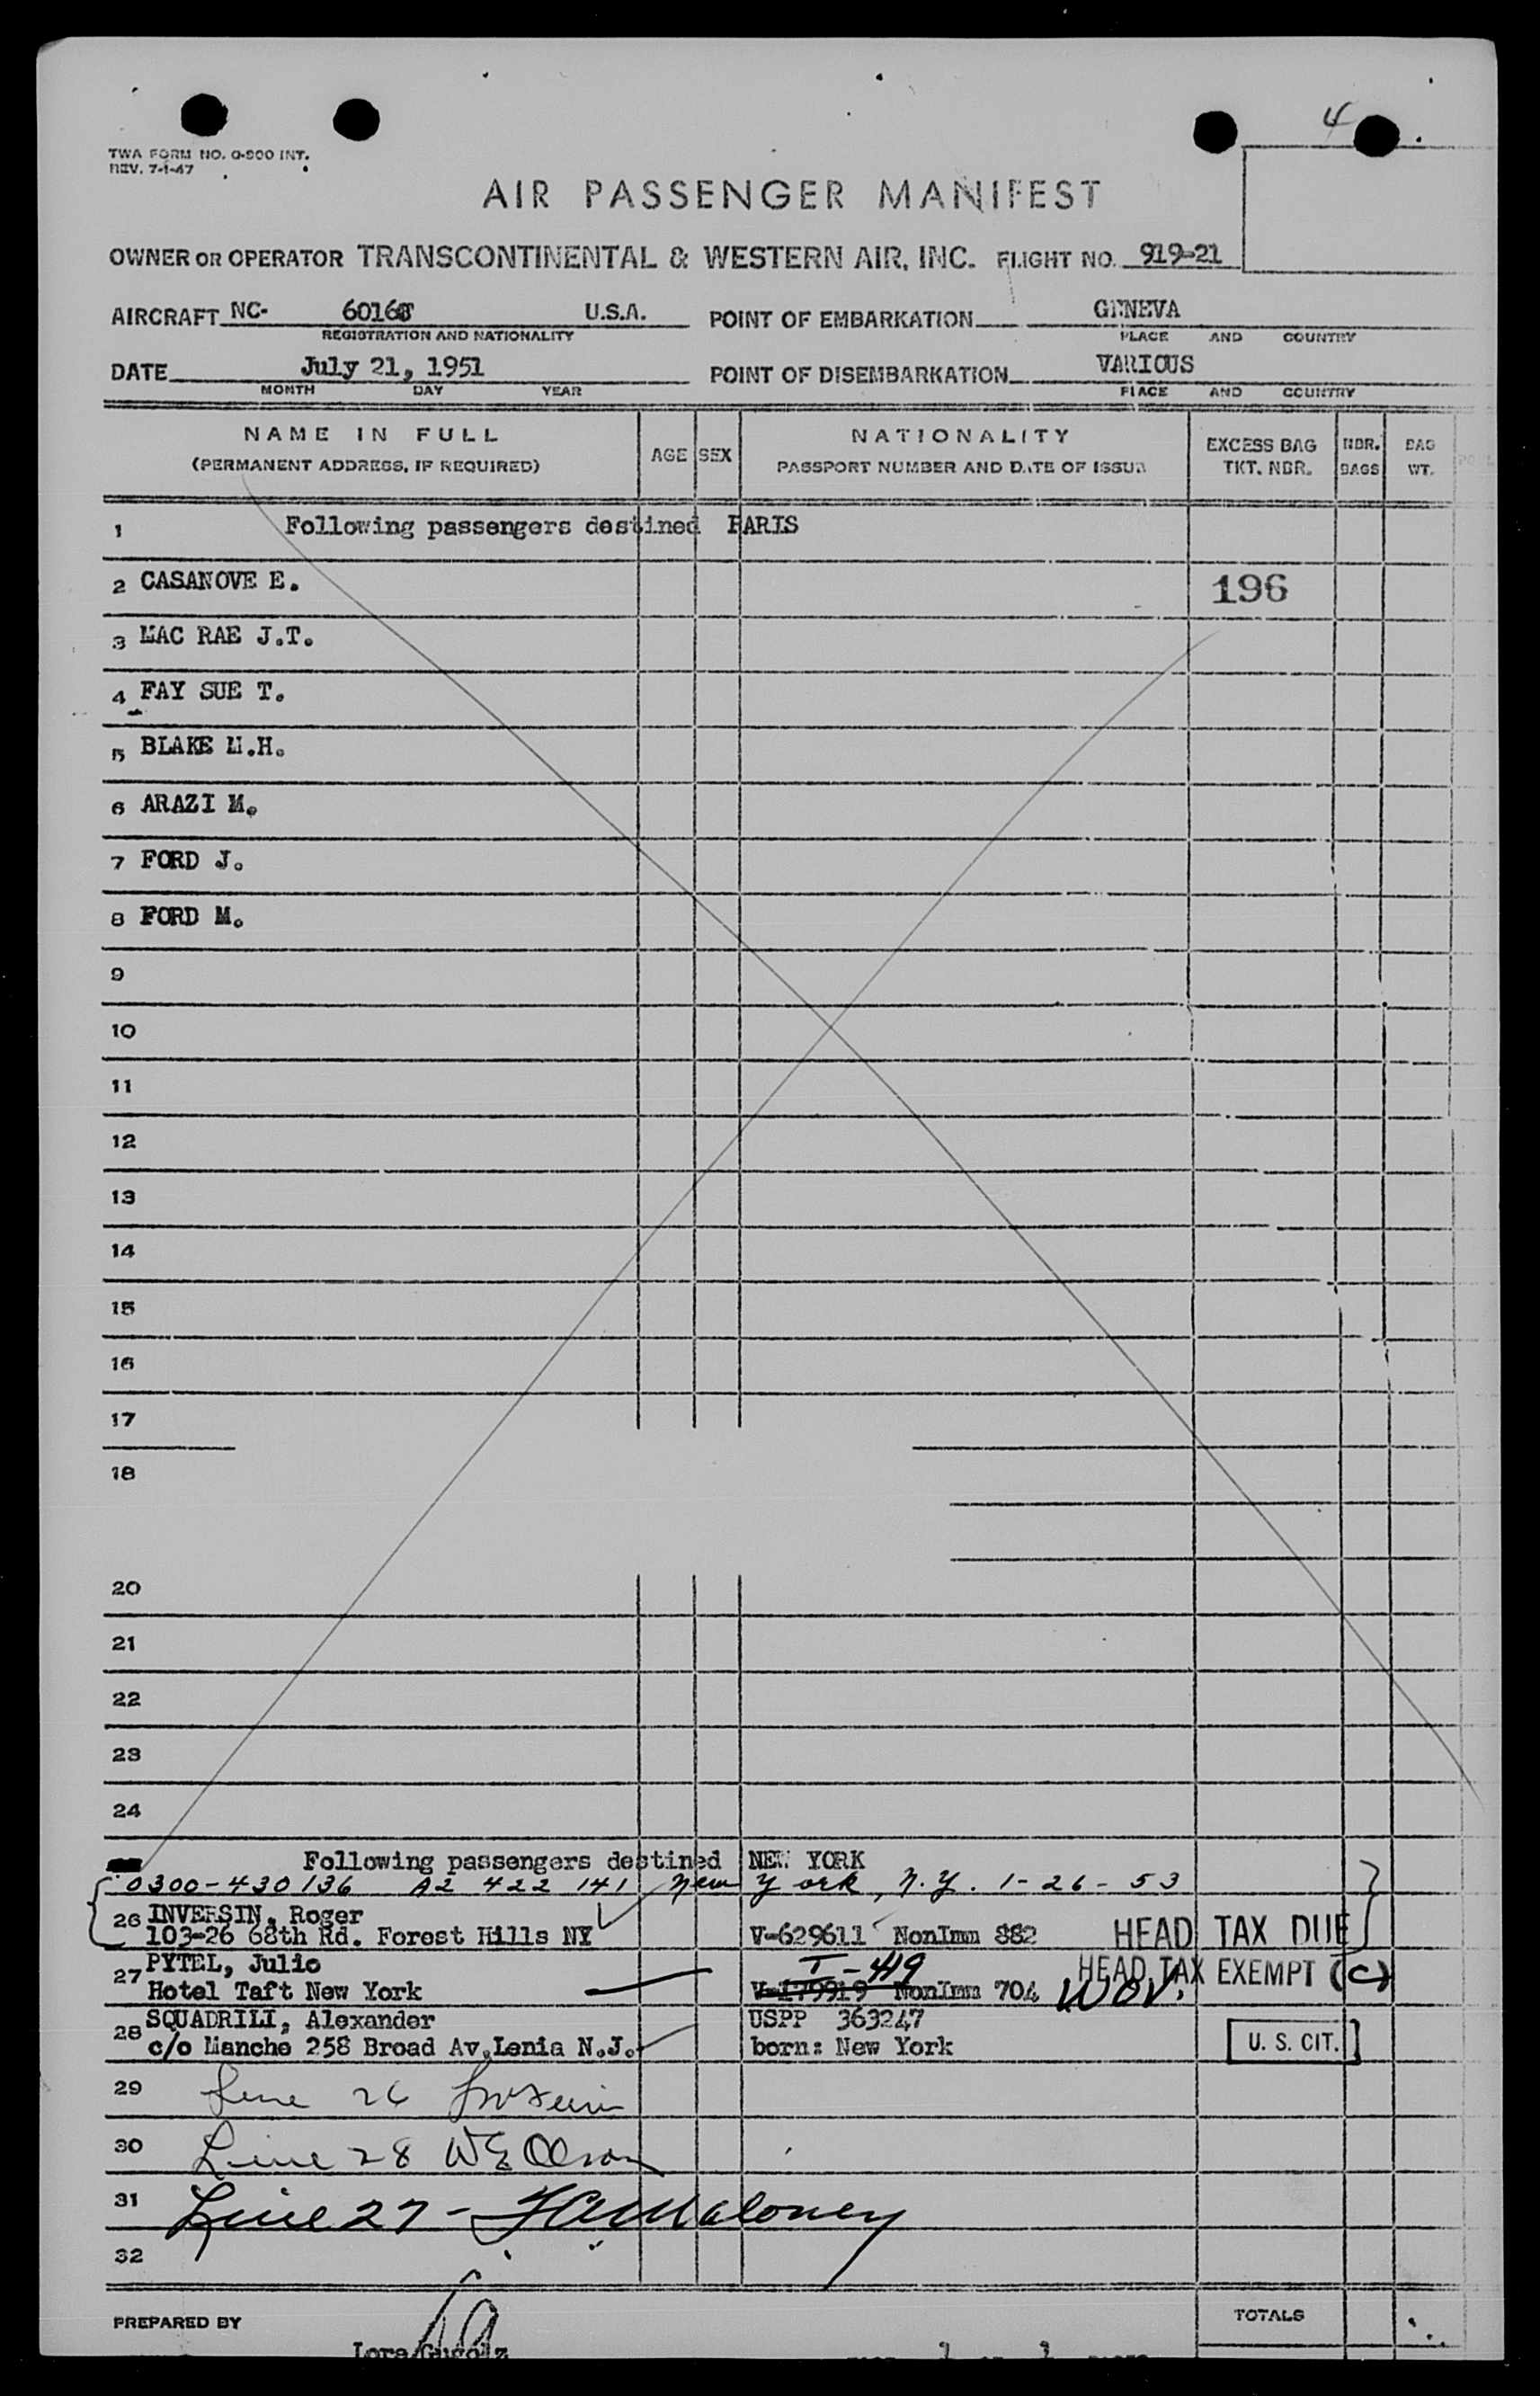 4
TWA FORM NO. O-900 INT.
REV. 7-1-47
AIR PASSENGER MANIFEST
OWNER OR OPERATOR TRANSCONTINENTAL & WESTERN AIR, INC. FLIGHT NO. 919-21
AIRCRAFT NC- U.S.A. POINT OF EMBARKATION GENEVA
REGISTRATION AND NATIONALITY PLACE AND COUNTRY
DATE July 21, 1951 POINT OF DISEMBARKATION VARIOUS
MONTH DAY YEAR PLACE AND COUNTRY
NAME IN FULL NATIONALITY
(PERMANENT ADDRESS, IF REQUIRED) AGE SEX PASSPORT NUMBER AND DATE OF ISSUE EXCESS BAG TKT. NBR. NBR. BAGS BAG WT.
1 Following passengers destined PARIS
2 CASANOVE E. 196
3 MAC RAE J.T.
4 FAY SUE T.
5 BLAKE M.H.
6 ARAZI M.
7 FORD J.
8 FORD M.
9
10
11
12
13
14
15
16
17
18
20
21
22
23
24
Following passengers destined NEW YORK
0300-430136 A2 422 141 New York, N.Y. 1-26-53
26 INVERSIN, Roger
103-26 68th Rd. Forest Hills NY V-629611 NonImm 882 HEAD TAX DUE
27 PYTEL, Julio I-419 HEAD TAX EXEMPT (C)
Hotel Taft New York V-179919 NonImm 704 Wov.
28 SQUADRILI, Alexander USPP 363247
c/o Manche 258 Broad Av.Lenia N.J. born: New York U. S. CIT.
29 Line 26
30 Line 28 WE Olson
31 Line 27- Maloney
32
PREPARED BY TOTALS
Lora